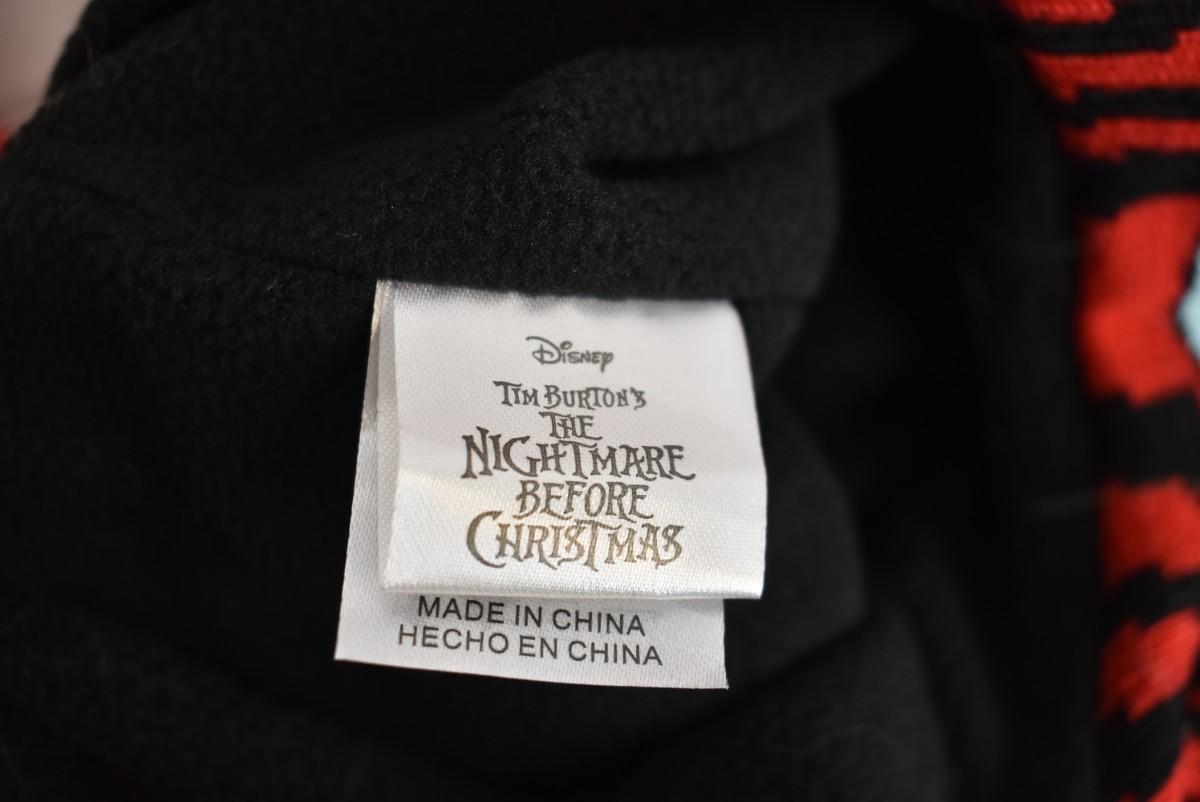 Disney
TIM BURTON'S
THE
NIGHTMARE
BEFORE
CHRISTMAS
MADE IN CHINA
HECHO EN CHINA